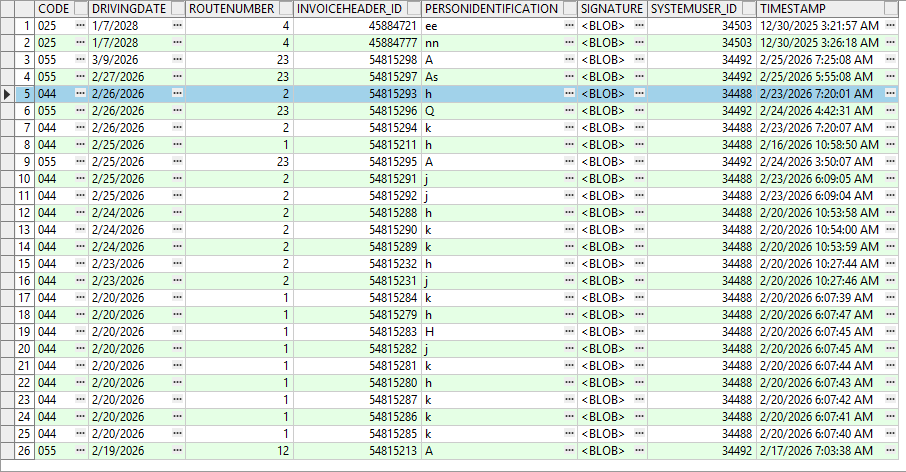 CODE DRIVINGDATE ROUTENUMBER INVOICEHEADER_ID PERSONIDENTIFICATION SIGNATURE SYSTEMUSER_ID TIMESTAMP
1 025 1/7/2028 4 45884721 ee <BLOB> 34503 12/30/2025 3:21:57 AM
2 025 1/7/2028 4 45884777 nn <BLOB> 34503 12/30/2025 3:26:18 AM
3 055 3/9/2026 23 54815298 A <BLOB> 34492 2/25/2026 7:25:08 AM
4 055 2/27/2026 23 54815297 As <BLOB> 34492 2/25/2026 5:55:08 AM
5 044 2/26/2026 2 54815293 h <BLOB> 34488 2/23/2026 7:20:01 AM
6 055 2/26/2026 23 54815296 Q <BLOB> 34492 2/24/2026 4:42:31 AM
7 044 2/26/2026 2 54815294 k <BLOB> 34488 2/23/2026 7:20:07 AM
8 044 2/25/2026 1 54815211 h <BLOB> 34488 2/16/2026 10:58:50 AM
9 055 2/25/2026 23 54815295 A <BLOB> 34492 2/24/2026 3:50:07 AM
10 044 2/25/2026 2 54815291 j <BLOB> 34488 2/23/2026 6:09:05 AM
11 044 2/25/2026 2 54815292 j <BLOB> 34488 2/23/2026 6:09:04 AM
12 044 2/24/2026 2 54815288 h <BLOB> 34488 2/20/2026 10:53:58 AM
13 044 2/24/2026 2 54815290 k <BLOB> 34488 2/20/2026 10:54:00 AM
14 044 2/24/2026 2 54815289 k <BLOB> 34488 2/20/2026 10:53:59 AM
15 044 2/23/2026 2 54815232 h <BLOB> 34488 2/20/2026 10:27:44 AM
16 044 2/23/2026 2 54815231 j <BLOB> 34488 2/20/2026 10:27:46 AM
17 044 2/20/2026 1 54815284 k <BLOB> 34488 2/20/2026 6:07:39 AM
18 044 2/20/2026 1 54815279 h <BLOB> 34488 2/20/2026 6:07:47 AM
19 044 2/20/2026 1 54815283 H <BLOB> 34488 2/20/2026 6:07:45 AM
20 044 2/20/2026 1 54815282 j <BLOB> 34488 2/20/2026 6:07:45 AM
21 044 2/20/2026 1 54815281 k <BLOB> 34488 2/20/2026 6:07:44 AM
22 044 2/20/2026 1 54815280 h <BLOB> 34488 2/20/2026 6:07:43 AM
23 044 2/20/2026 1 54815287 k <BLOB> 34488 2/20/2026 6:07:42 AM
24 044 2/20/2026 1 54815286 k <BLOB> 34488 2/20/2026 6:07:41 AM
25 044 2/20/2026 1 54815285 k <BLOB> 34488 2/20/2026 6:07:40 AM
26 055 2/19/2026 12 54815213 A <BLOB> 34492 2/17/2026 7:03:38 AM